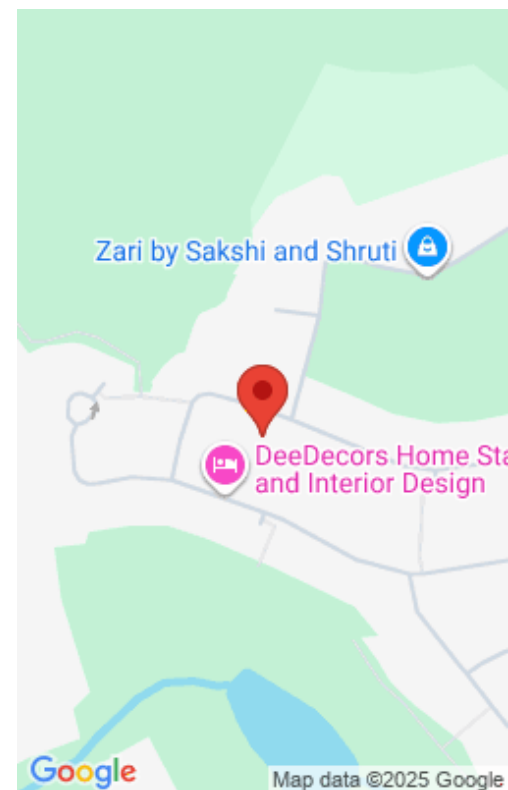 Zari by Sakshi and Shruti
DeeDecors Home Sta
and Interior Design
Google
Map data ©2025 Google